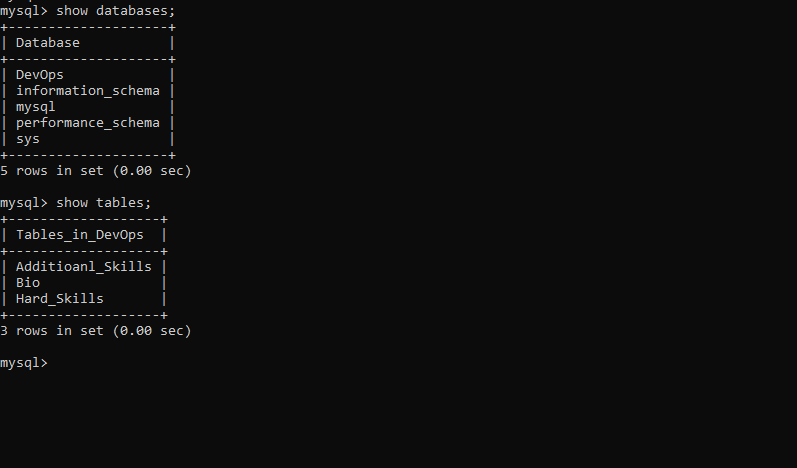 mysql> show databases;
+--------------------+
| Database           |
+--------------------+
| DevOps             |
| information_schema |
| mysql              |
| performance_schema |
| sys                |
+--------------------+
5 rows in set (0.00 sec)
mysql> show tables;
+-------------------+
| Tables_in_DevOps  |
+-------------------+
| Additioanl_Skills |
| Bio               |
| Hard_Skills       |
+-------------------+
3 rows in set (0.00 sec)
mysql>